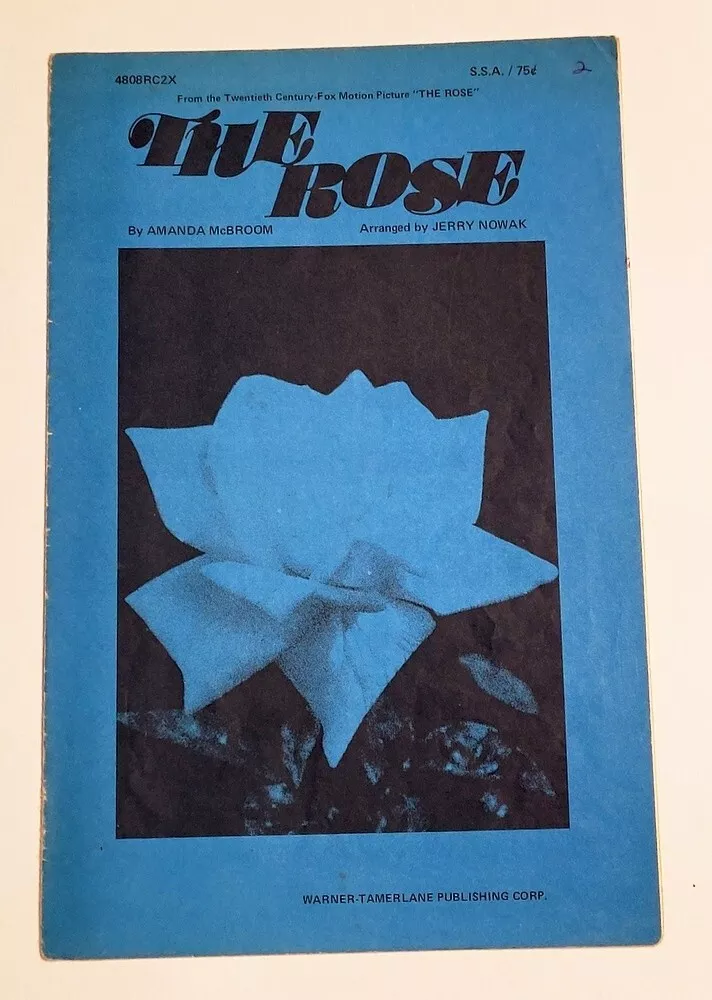 4808RC2X S.S.A. / 75¢ 2
From the Twentieth Century-Fox Motion Picture "THE ROSE"
THE
ROSE
By AMANDA McBROOM Arranged by JERRY NOWAK
WARNER-TAMERLANE PUBLISHING CORP.